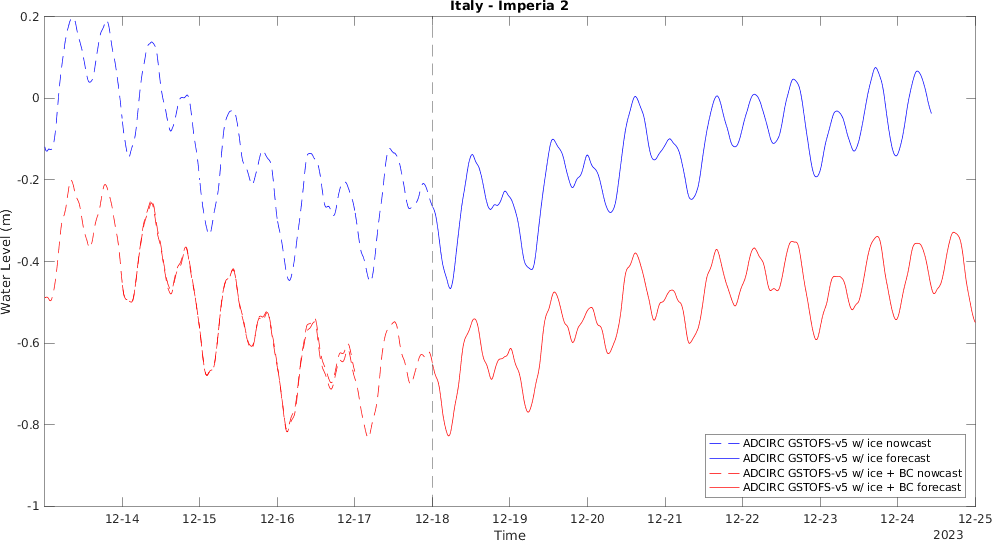 Italy - Imperia 2
Water Level (m)
0.2
0
-0.2
-0.4
-0.6
-0.8
-1
ADCIRC GSTOFS-v5 w/ ice nowcast
ADCIRC GSTOFS-v5 w/ ice forecast
ADCIRC GSTOFS-v5 w/ ice + BC nowcast
ADCIRC GSTOFS-v5 w/ ice + BC forecast
12-14 12-15 12-16 12-17 12-18 12-19 12-20 12-21 12-22 12-23 12-24 12-25
Time
2023